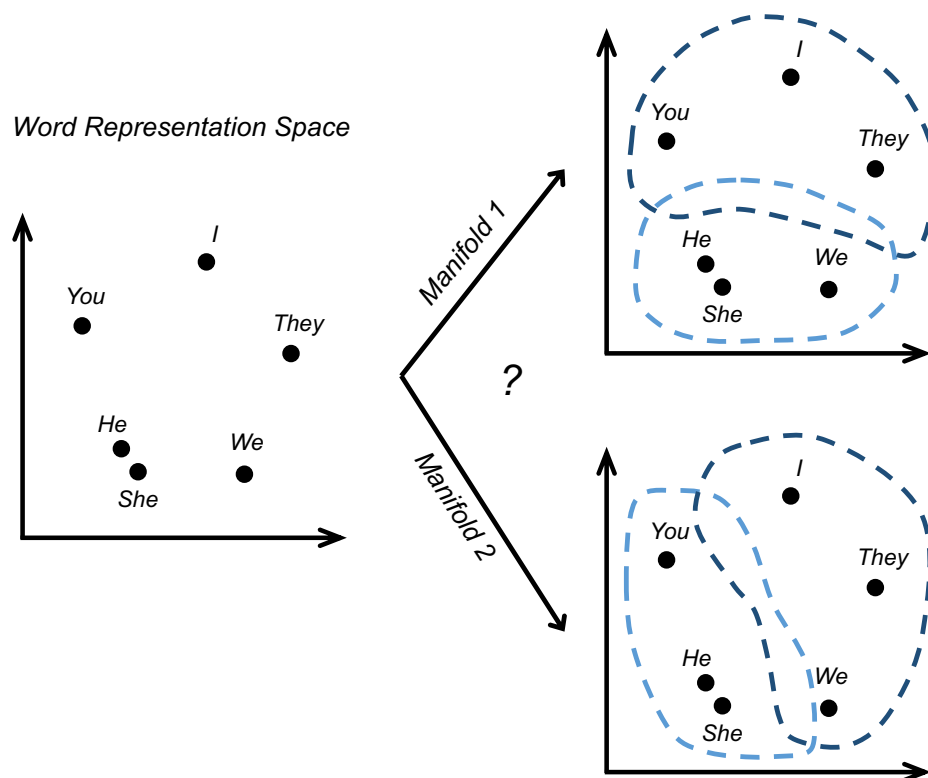 Word Representation Space
I
You
They
He
She
We
Manifold 1
?
Manifold 2
I
You
They
He
She
We
I
You
They
He
She
We